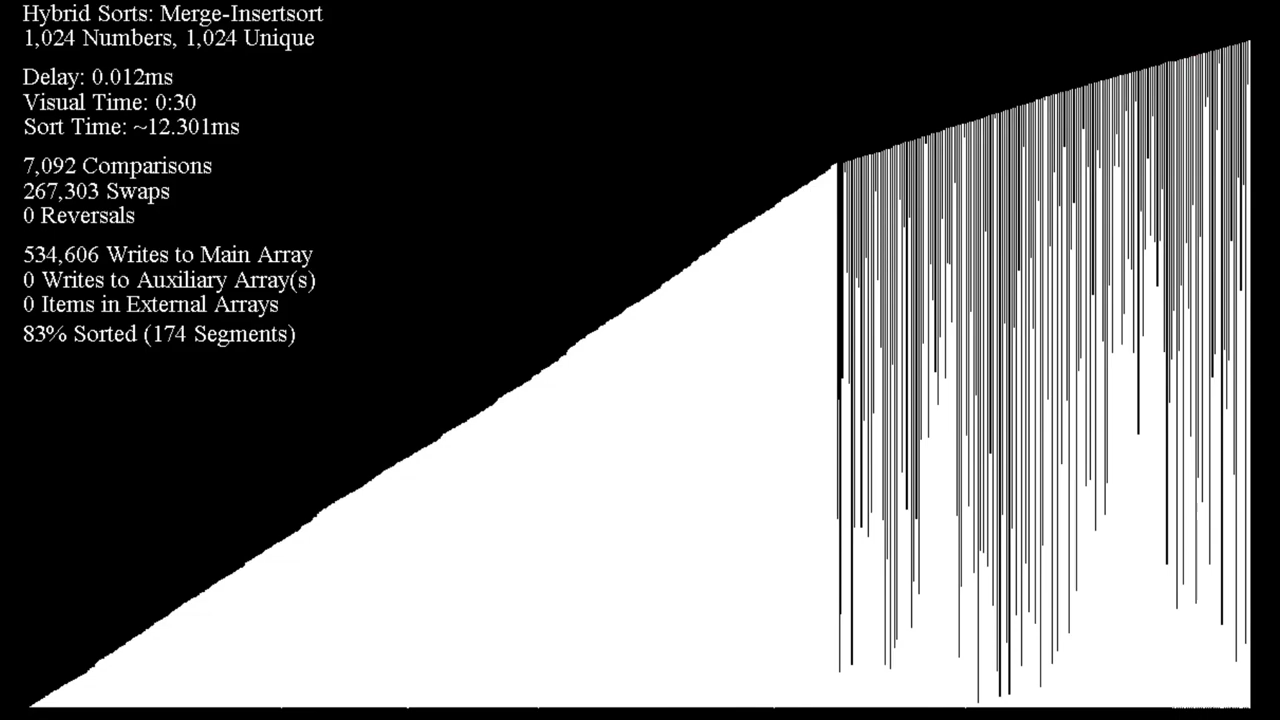 Hybrid Sorts: Merge-Insertsort
1,024 Numbers, 1,024 Unique
Delay: 0.012ms
Visual Time: 0:30
Sort Time: ~12.301ms
7,092 Comparisons
267,303 Swaps
0 Reversals
534,606 Writes to Main Array
0 Writes to Auxiliary Array(s)
0 Items in External Arrays
83% Sorted (174 Segments)